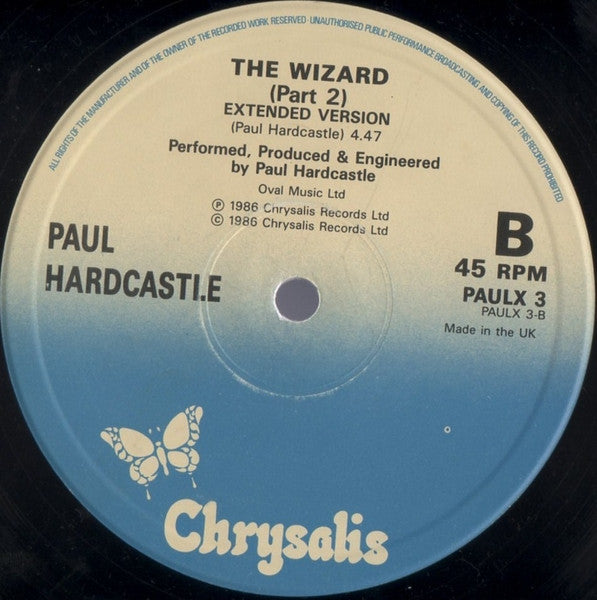 ALL RIGHTS OF THE MANUFACTURER AND OF THE OWNER OF THE RECORDED WORK RESERVED · UNAUTHORISED PUBLIC PERFORMANCE BROADCASTING AND COPYING OF THIS RECORD PROHIBITED
THE WIZARD
(Part 2)
EXTENDED VERSION
(Paul Hardcastle) 4.47
Performed, Produced & Engineered
by Paul Hardcastle
Oval Music Ltd
℗ 1986 Chrysalis Records Ltd
© 1986 Chrysalis Records Ltd
PAUL
HARDCASTLE
B
45 RPM
PAULX 3
PAULX 3-B
Made in the UK
Chrysalis